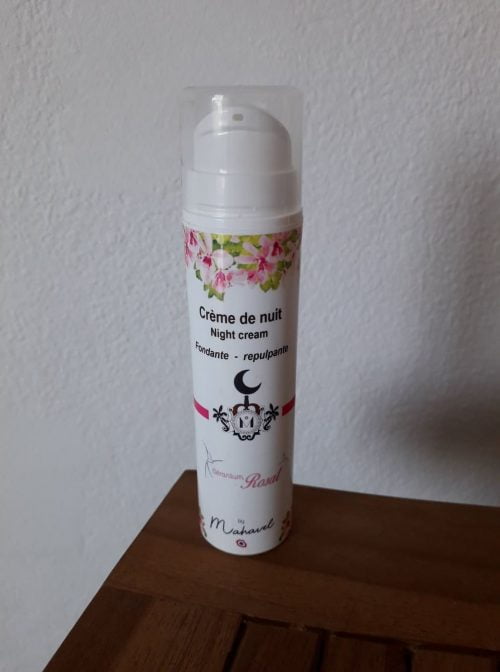 Crème de nuit
Night cream
Fondante - repulpante
M
Géranium Rosat
by
Mahavel